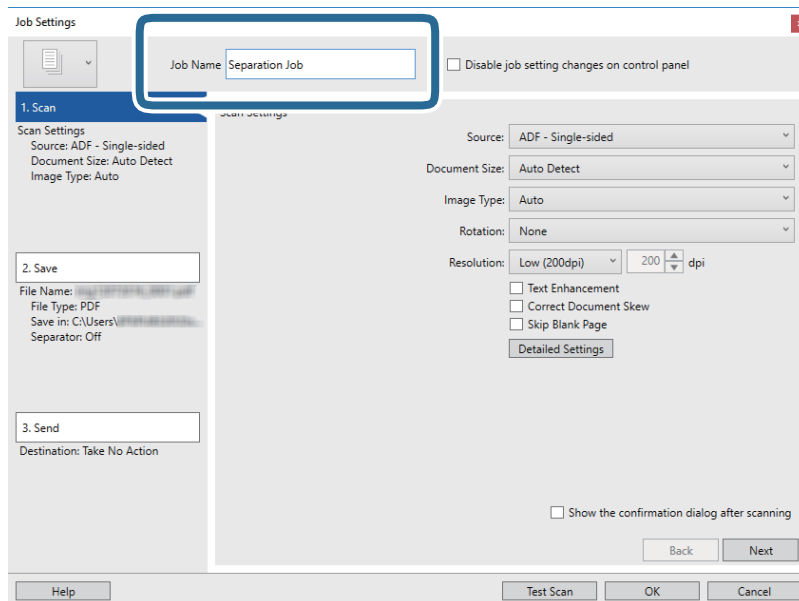 Job Settings
Job Name Separation Job
Disable job setting changes on control panel
1. Scan
Scan Settings
Source: ADF - Single-sided
Document Size: Auto Detect
Image Type: Auto
2. Save
File Name:
File Type: PDF
Save in: C:\Users\
Separator: Off
3. Send
Destination: Take No Action
Scan Settings
Source: ADF - Single-sided
Document Size: Auto Detect
Image Type: Auto
Rotation: None
Resolution: Low (200dpi) 200 dpi
Text Enhancement
Correct Document Skew
Skip Blank Page
Detailed Settings
Show the confirmation dialog after scanning
Back Next
Help Test Scan OK Cancel